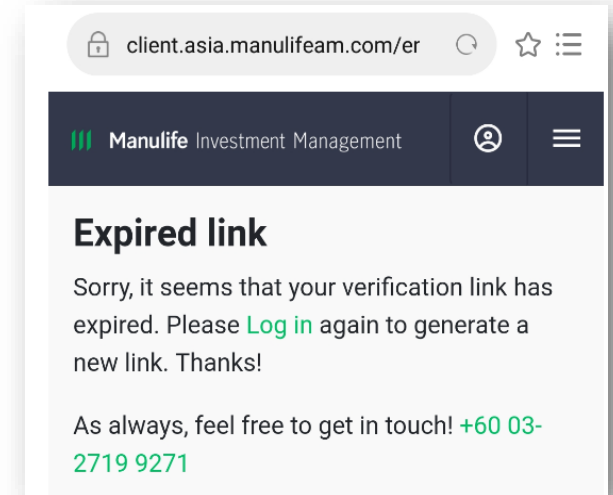 client.asia.manulifeam.com/er
Manulife Investment Management
Expired link
Sorry, it seems that your verification link has
expired. Please Log in again to generate a
new link. Thanks!
As always, feel free to get in touch! +60 03-
2719 9271